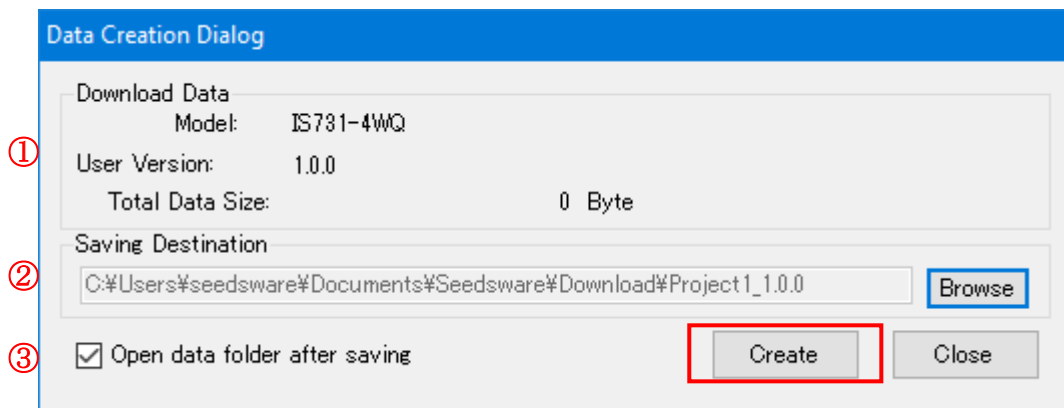 Data Creation Dialog
Download Data
Model: IS731-4WQ
①
User Version: 1.0.0
Total Data Size: 0 Byte
Saving Destination
② C:¥Users¥seedsware¥Documents¥Seedsware¥Download¥Project1_1.0.0 Browse
③ Open data folder after saving Create Close